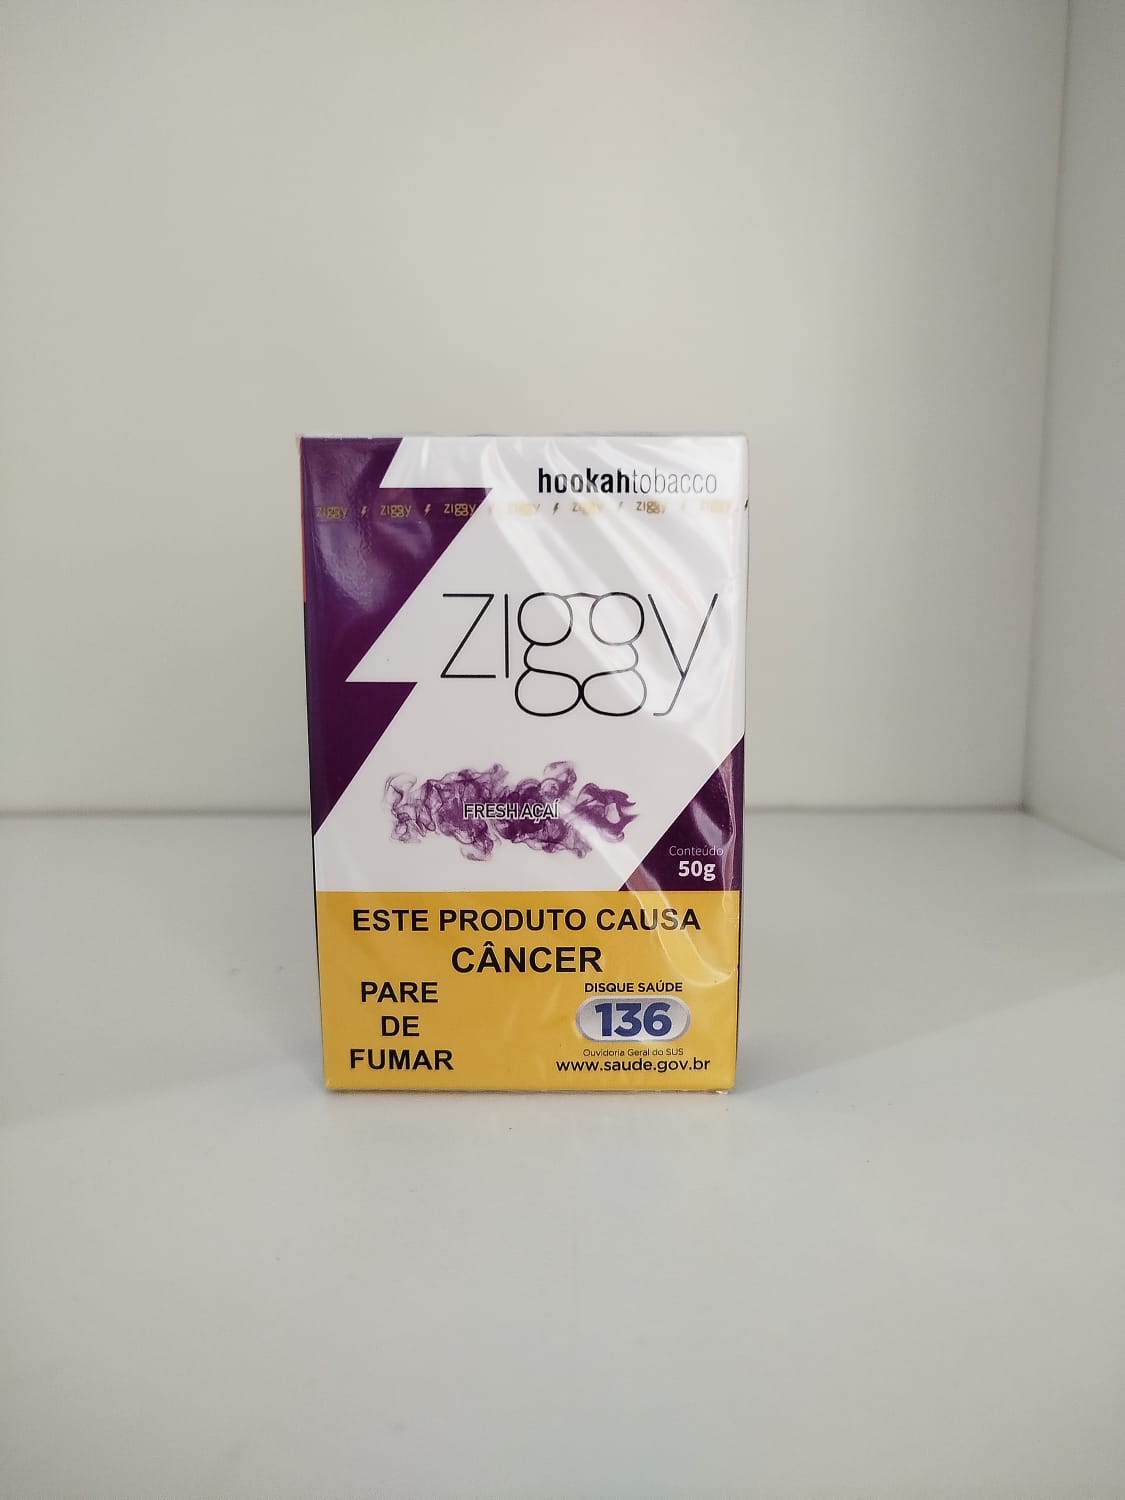 hookahtobacco
ziggy ziggy ziggy ziggy ziggy ziggy ziggy
ziggy
FRESH AÇAÍ
Conteúdo
50g
ESTE PRODUTO CAUSA
CÂNCER
PARE
DE
FUMAR
DISQUE SAÚDE
136
Ouvidoria Geral do SUS
www.saude.gov.br